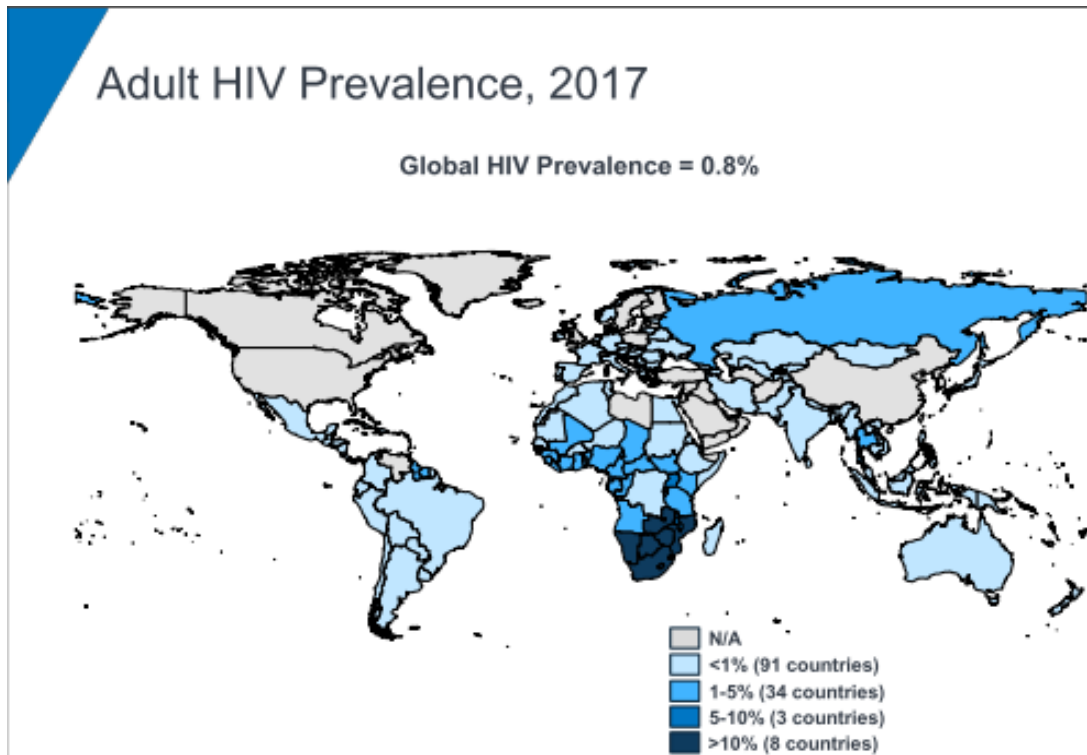 Adult HIV Prevalence, 2017
Global HIV Prevalence = 0.8%
N/A
<1% (91 countries)
1-5% (34 countries)
5-10% (3 countries)
>10% (8 countries)